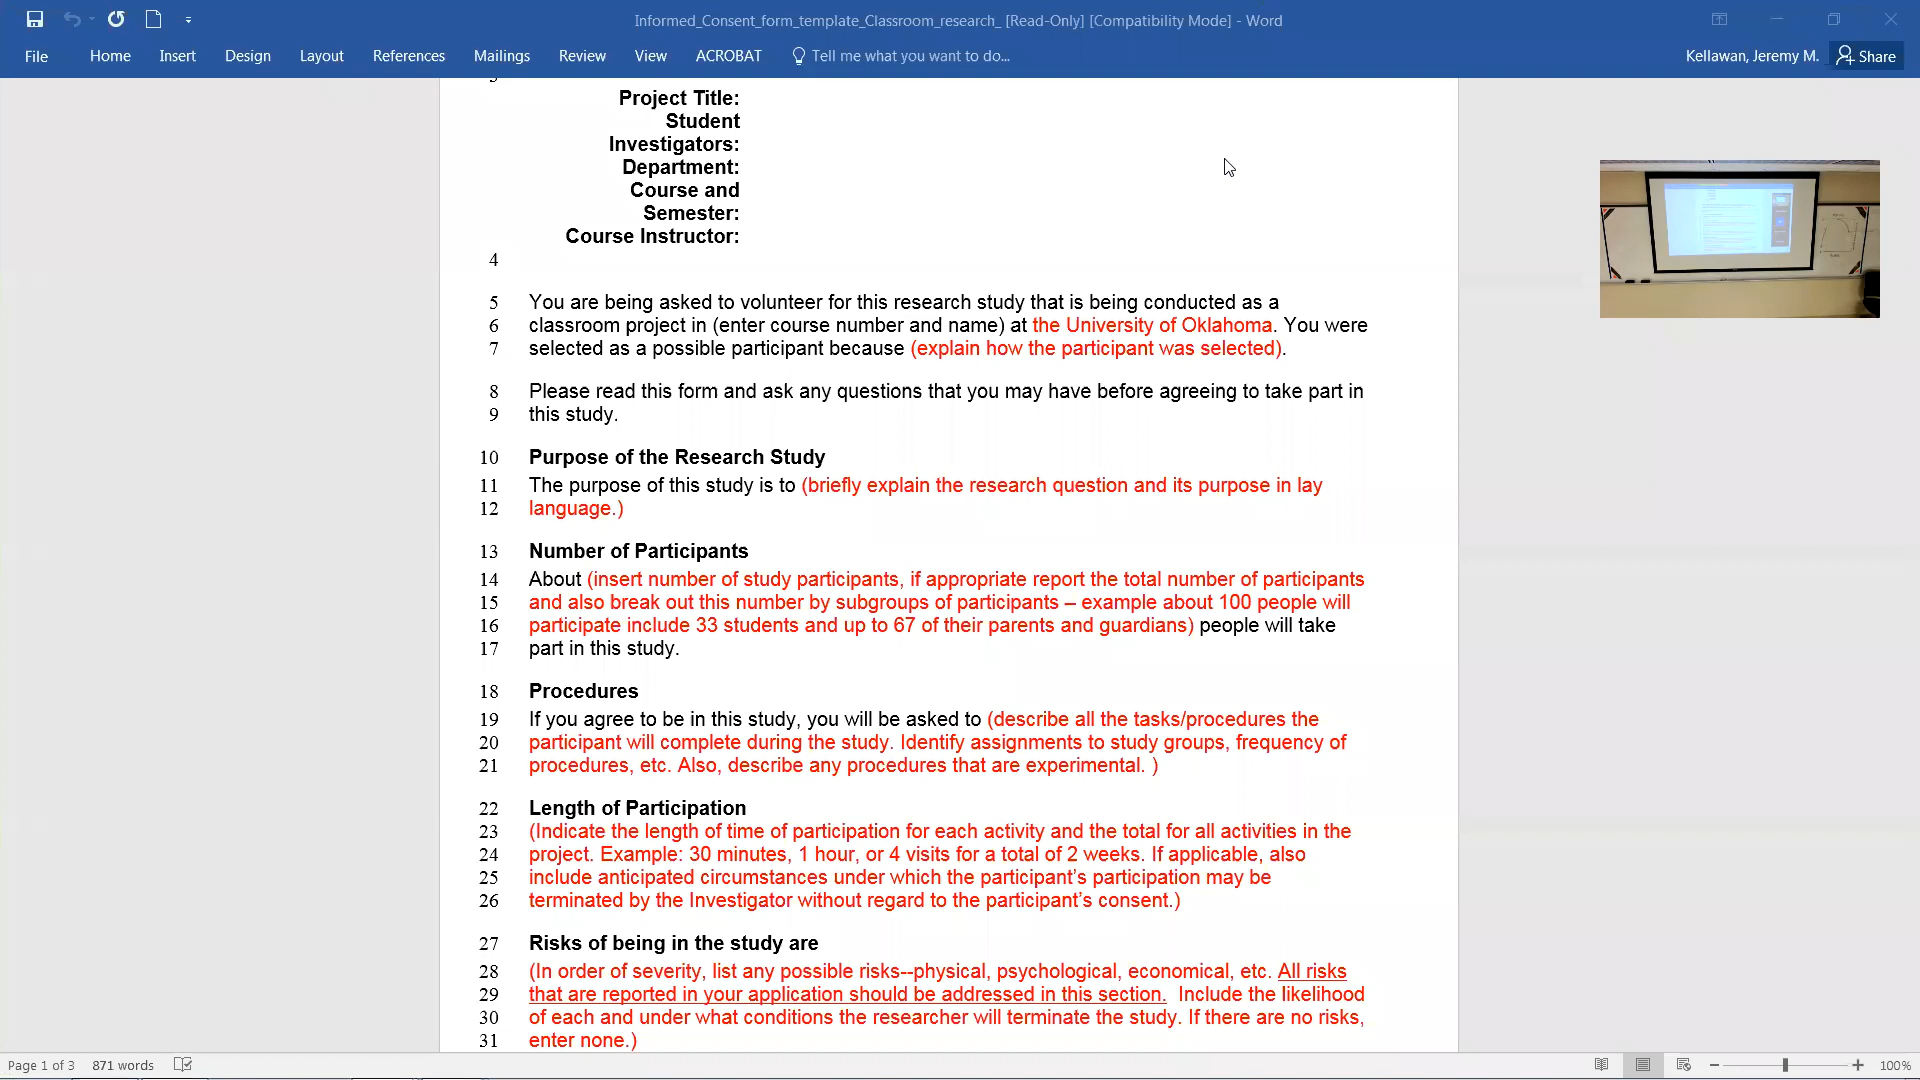 Informed_Consent_form_template_Classroom_research_ [Read-Only] [Compatibility Mode] - Word
File Home Insert Design Layout References Mailings Review View ACROBAT Tell me what you want to do... Kellawan, Jeremy M. Share
Project Title:
Student
Investigators:
Department:
Course and
Semester:
Course Instructor:
4
5 You are being asked to volunteer for this research study that is being conducted as a
6 classroom project in (enter course number and name) at the University of Oklahoma. You were
7 selected as a possible participant because (explain how the participant was selected).
8 Please read this form and ask any questions that you may have before agreeing to take part in
9 this study.
10 Purpose of the Research Study
11 The purpose of this study is to (briefly explain the research question and its purpose in lay
12 language.)
13 Number of Participants
14 About (insert number of study participants, if appropriate report the total number of participants
15 and also break out this number by subgroups of participants – example about 100 people will
16 participate include 33 students and up to 67 of their parents and guardians) people will take
17 part in this study.
18 Procedures
19 If you agree to be in this study, you will be asked to (describe all the tasks/procedures the
20 participant will complete during the study. Identify assignments to study groups, frequency of
21 procedures, etc. Also, describe any procedures that are experimental. )
22 Length of Participation
23 (Indicate the length of time of participation for each activity and the total for all activities in the
24 project. Example: 30 minutes, 1 hour, or 4 visits for a total of 2 weeks. If applicable, also
25 include anticipated circumstances under which the participant's participation may be
26 terminated by the Investigator without regard to the participant's consent.)
27 Risks of being in the study are
28 (In order of severity, list any possible risks--physical, psychological, economical, etc. All risks
29 that are reported in your application should be addressed in this section. Include the likelihood
30 of each and under what conditions the researcher will terminate the study. If there are no risks,
31 enter none.)
Page 1 of 3 871 words 100%